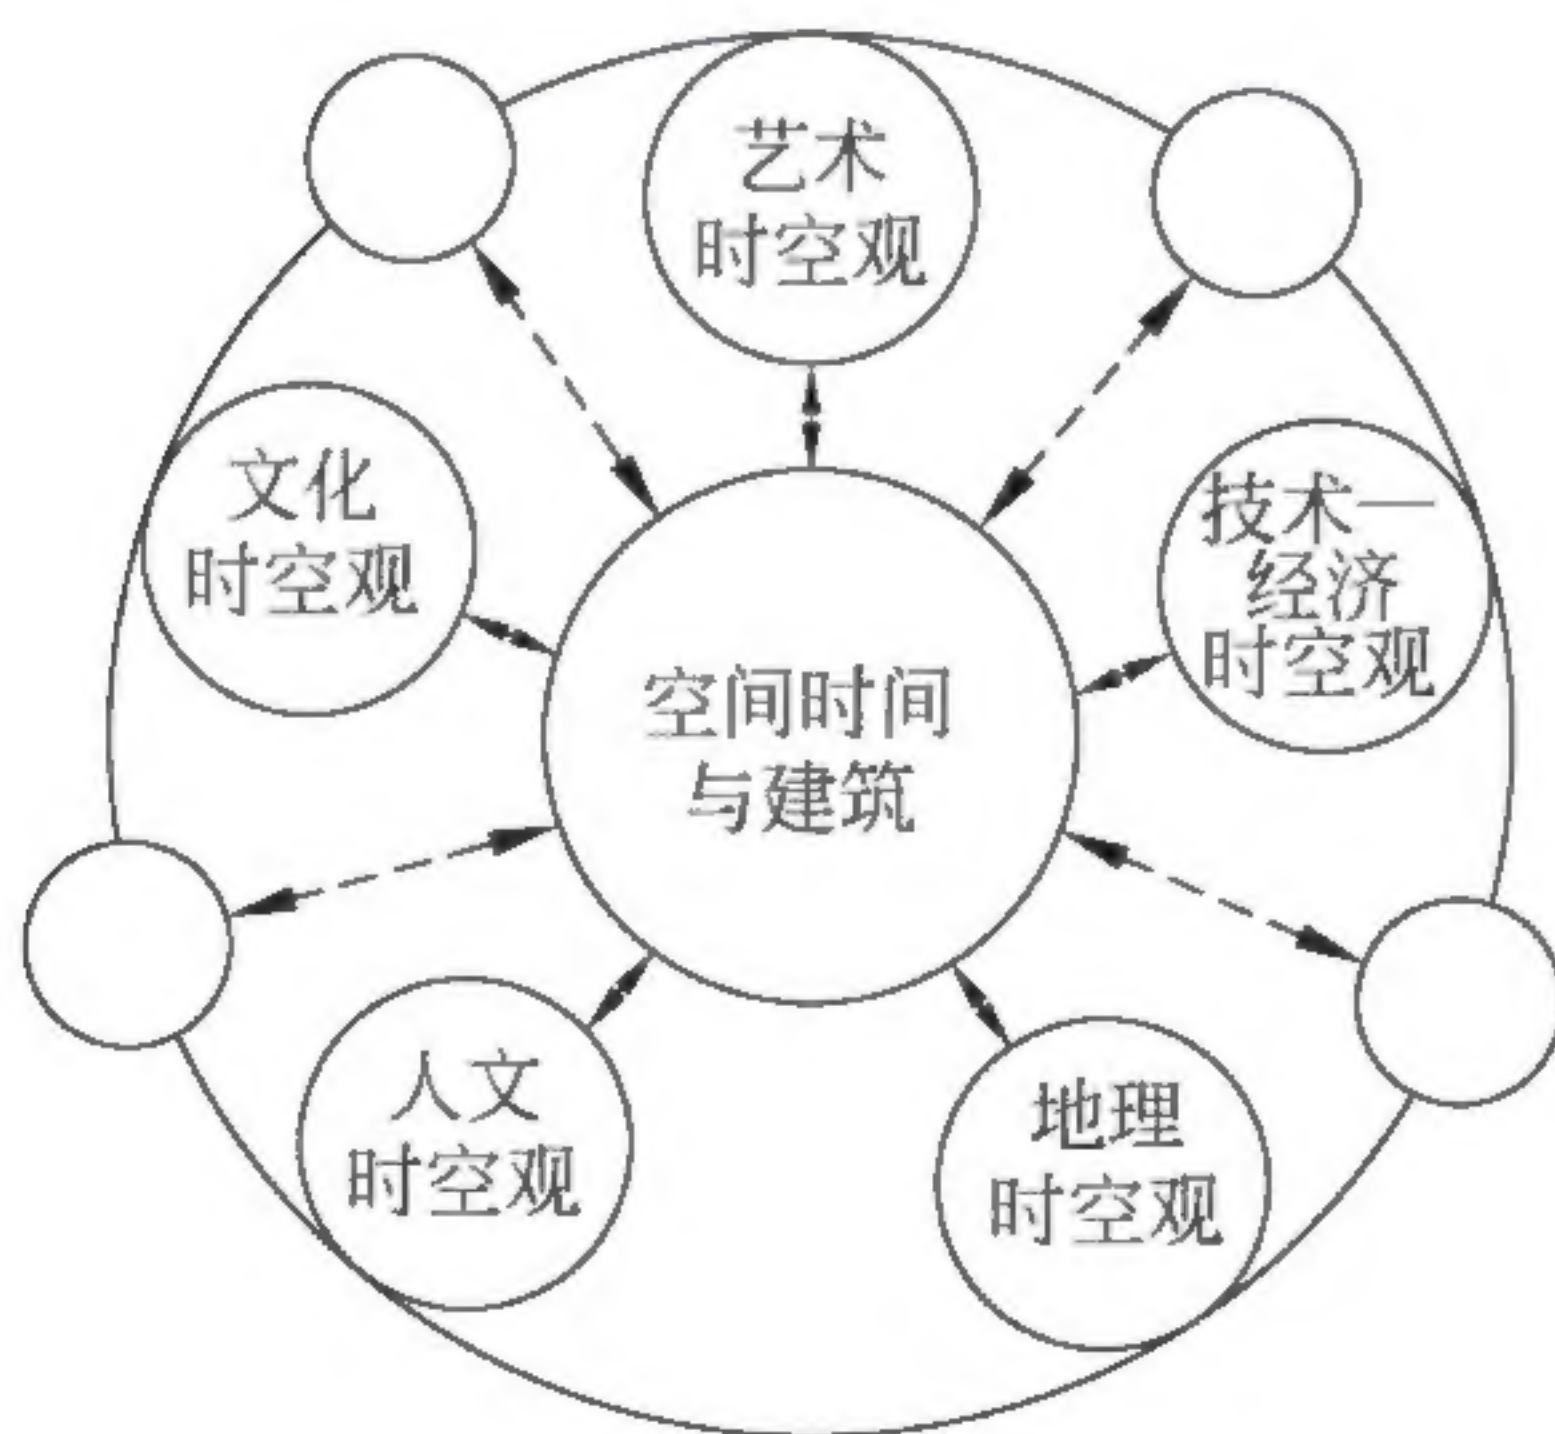 艺术
时空观
文化
时空观
技术—
经济
时空观
空间时间
与建筑
人文
时空观
地理
时空观